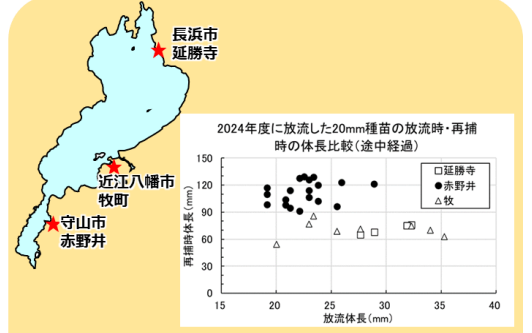 長浜市
延勝寺
近江八幡市
牧町
守山市
赤野井
2024年度に放流した20mm種苗の放流時・再捕
時の体長比較(途中経過)
再捕時体長(mm)
150
120
90
60
30
0
□延勝寺
●赤野井
△牧
15 20 25 30 35 40
放流体長(mm)